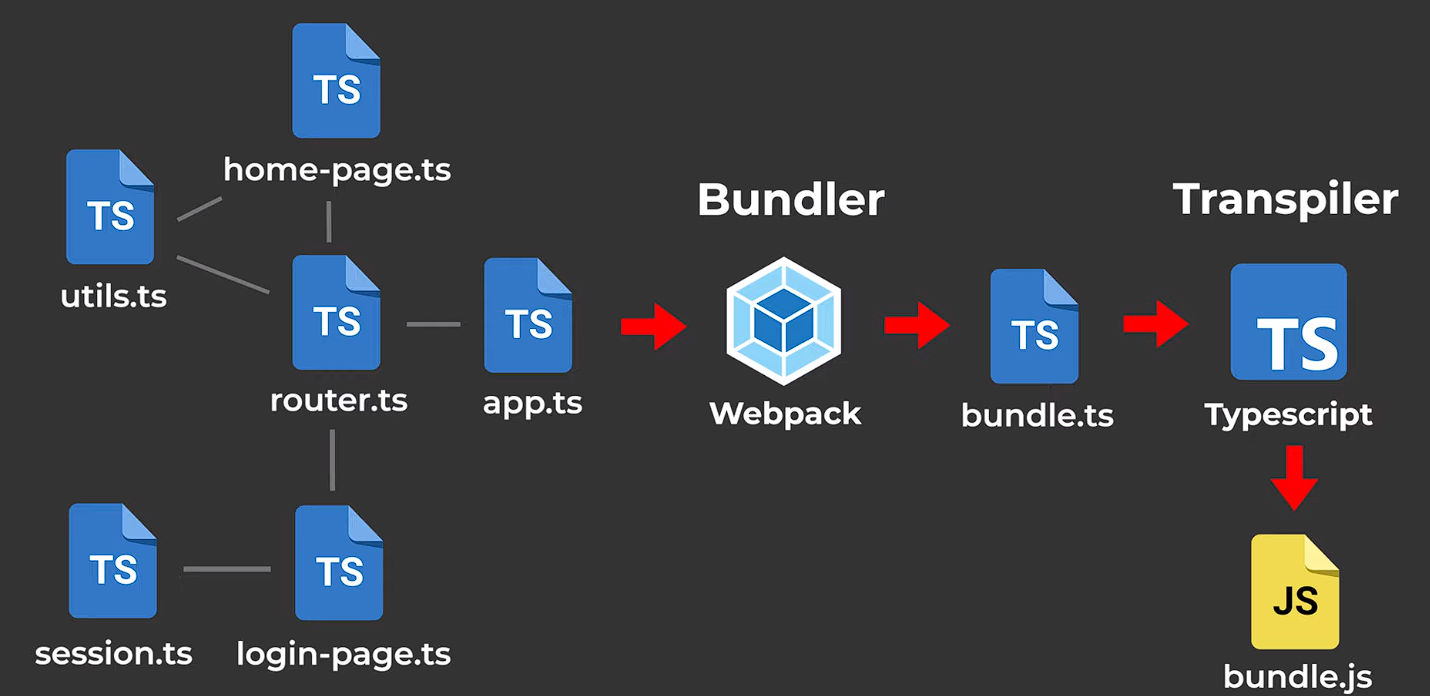 TS
home-page.ts
TS
utils.ts
TS
router.ts
TS
app.ts
TS
session.ts
TS
login-page.ts
Bundler
Webpack
TS
bundle.ts
Transpiler
TS
Typescript
JS
bundle.js